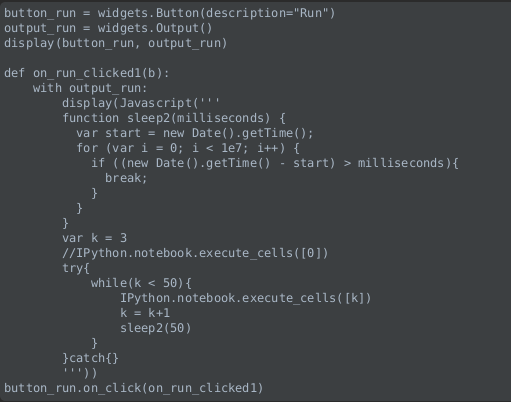 button_run = widgets.Button(description="Run")
output_run = widgets.Output()
display(button_run, output_run)

def on_run_clicked1(b):
    with output_run:
        display(Javascript('''
        function sleep2(milliseconds) {
          var start = new Date().getTime();
          for (var i = 0; i < 1e7; i++) {
            if ((new Date().getTime() - start) > milliseconds){
              break;
            }
          }
        }
        var k = 3
        //IPython.notebook.execute_cells([0])
        try{
            while(k < 50){
                IPython.notebook.execute_cells([k])
                k = k+1
                sleep2(50)
            }
        }catch{}
        '''))
button_run.on_click(on_run_clicked1)